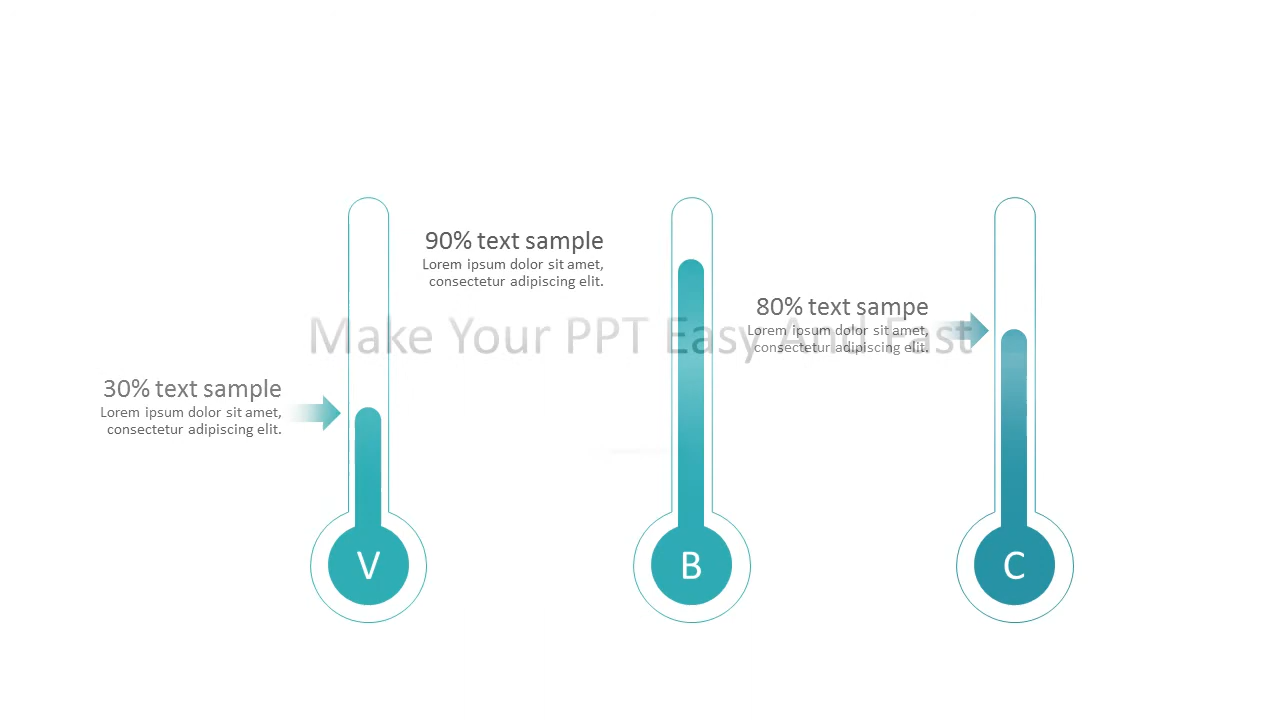 90% text sample
Lorem ipsum dolor sit amet,
consectetur adipiscing elit.
80% text sampe
Lorem ipsum dolor sit amet,
consectetur adipiscing elit.
Make Your PPT Easy And Fast
30% text sample
Lorem ipsum dolor sit amet,
consectetur adipiscing elit.
V
B
C